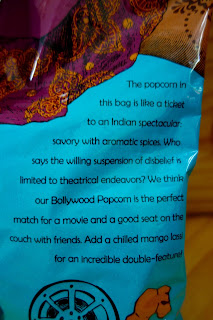 The popcorn in
this bag is like a ticket
to an Indian spectacular:
savory with aromatic spices. Who
says the willing suspension of disbelief is
limited to theatrical endeavors? We think
our Bollywood Popcorn is the perfect
match for a movie and a good seat on the
couch with friends. Add a chilled mango lassi
for an incredible double-feature!